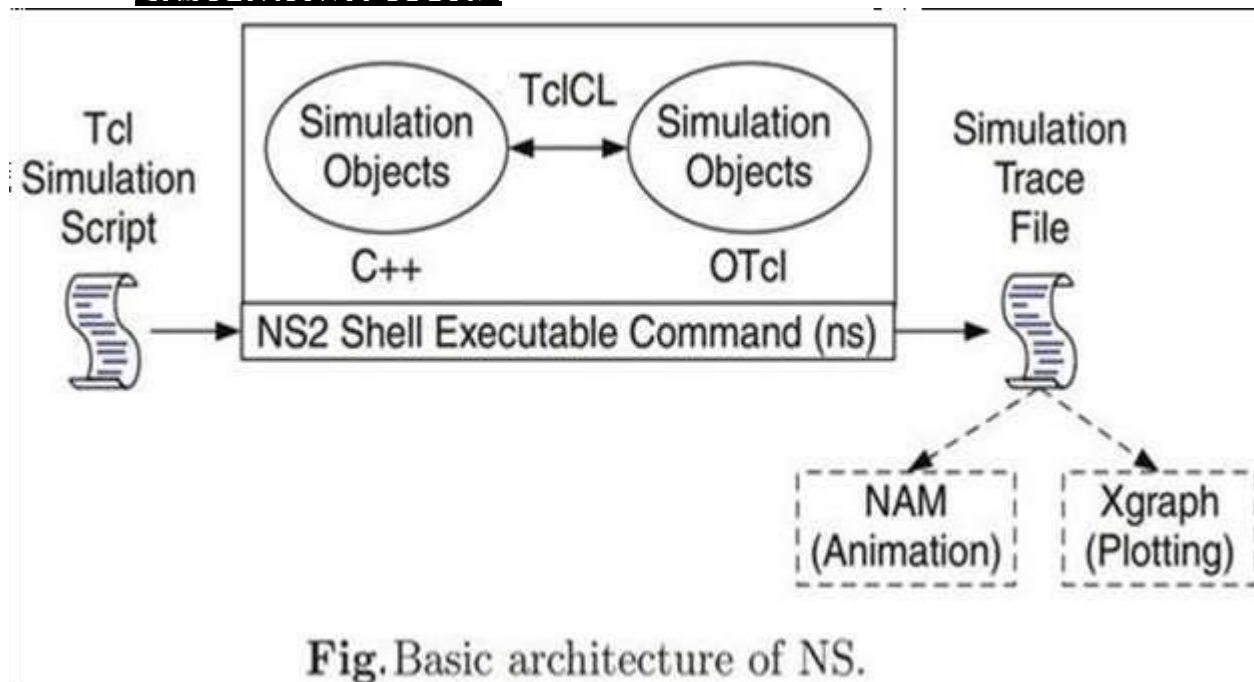 Tcl
Simulation
Script
Simulation
Objects
C++
TclCL
Simulation
Objects
OTcl
NS2 Shell Executable Command (ns)
Simulation
Trace
File
NAM
(Animation)
Xgraph
(Plotting)
Fig. Basic architecture of NS.